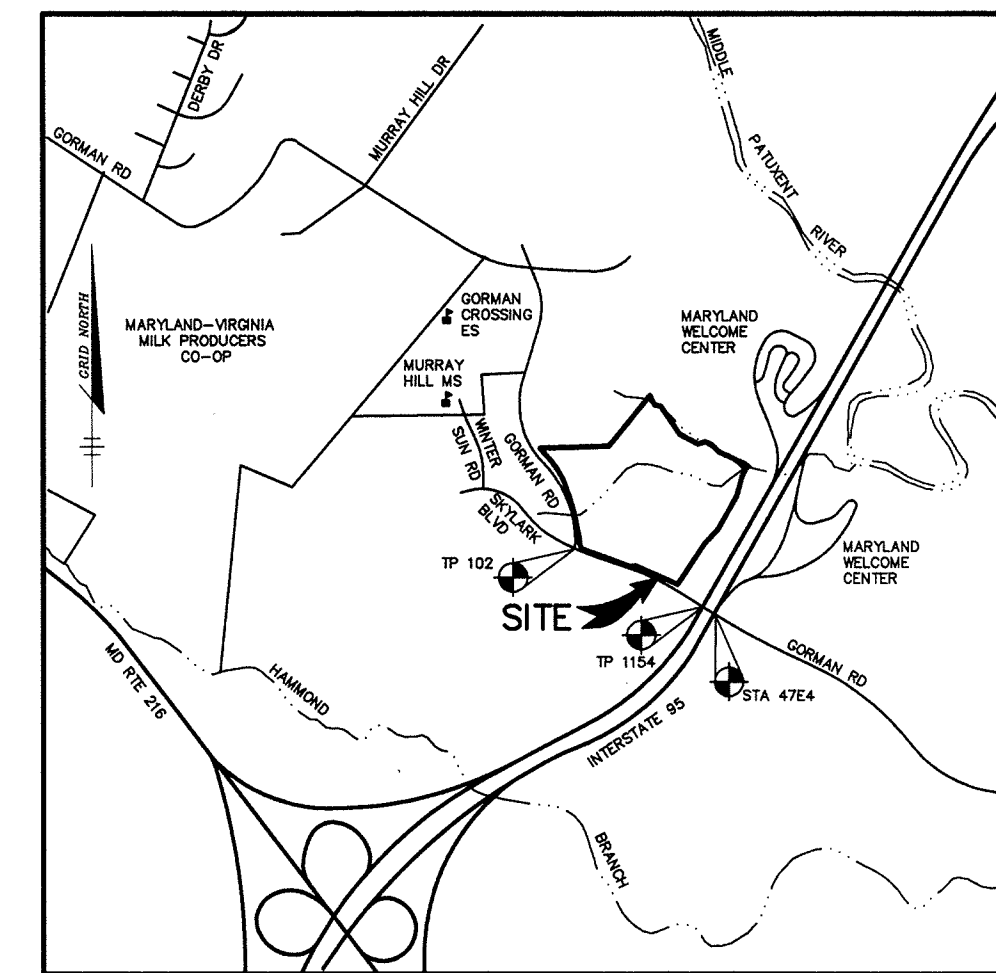 DERBY DR
MURRAY HILL DR
MIDDLE
PATUXENT
RIVER
GORMAN RD
GRID NORTH
MARYLAND-VIRGINIA
MILK PRODUCERS
CO-OP
GORMAN
CROSSING
ES
MURRAY
HILL MS
MARYLAND
WELCOME
CENTER
WINTER
SUN RD
GORMAN RD
SKYLARK
BLVD
TP 102
SITE
MARYLAND
WELCOME
CENTER
TP 1154
GORMAN RD
STA 47E4
MD RTE 216
HAMMOND
INTERSTATE 95
BRANCH